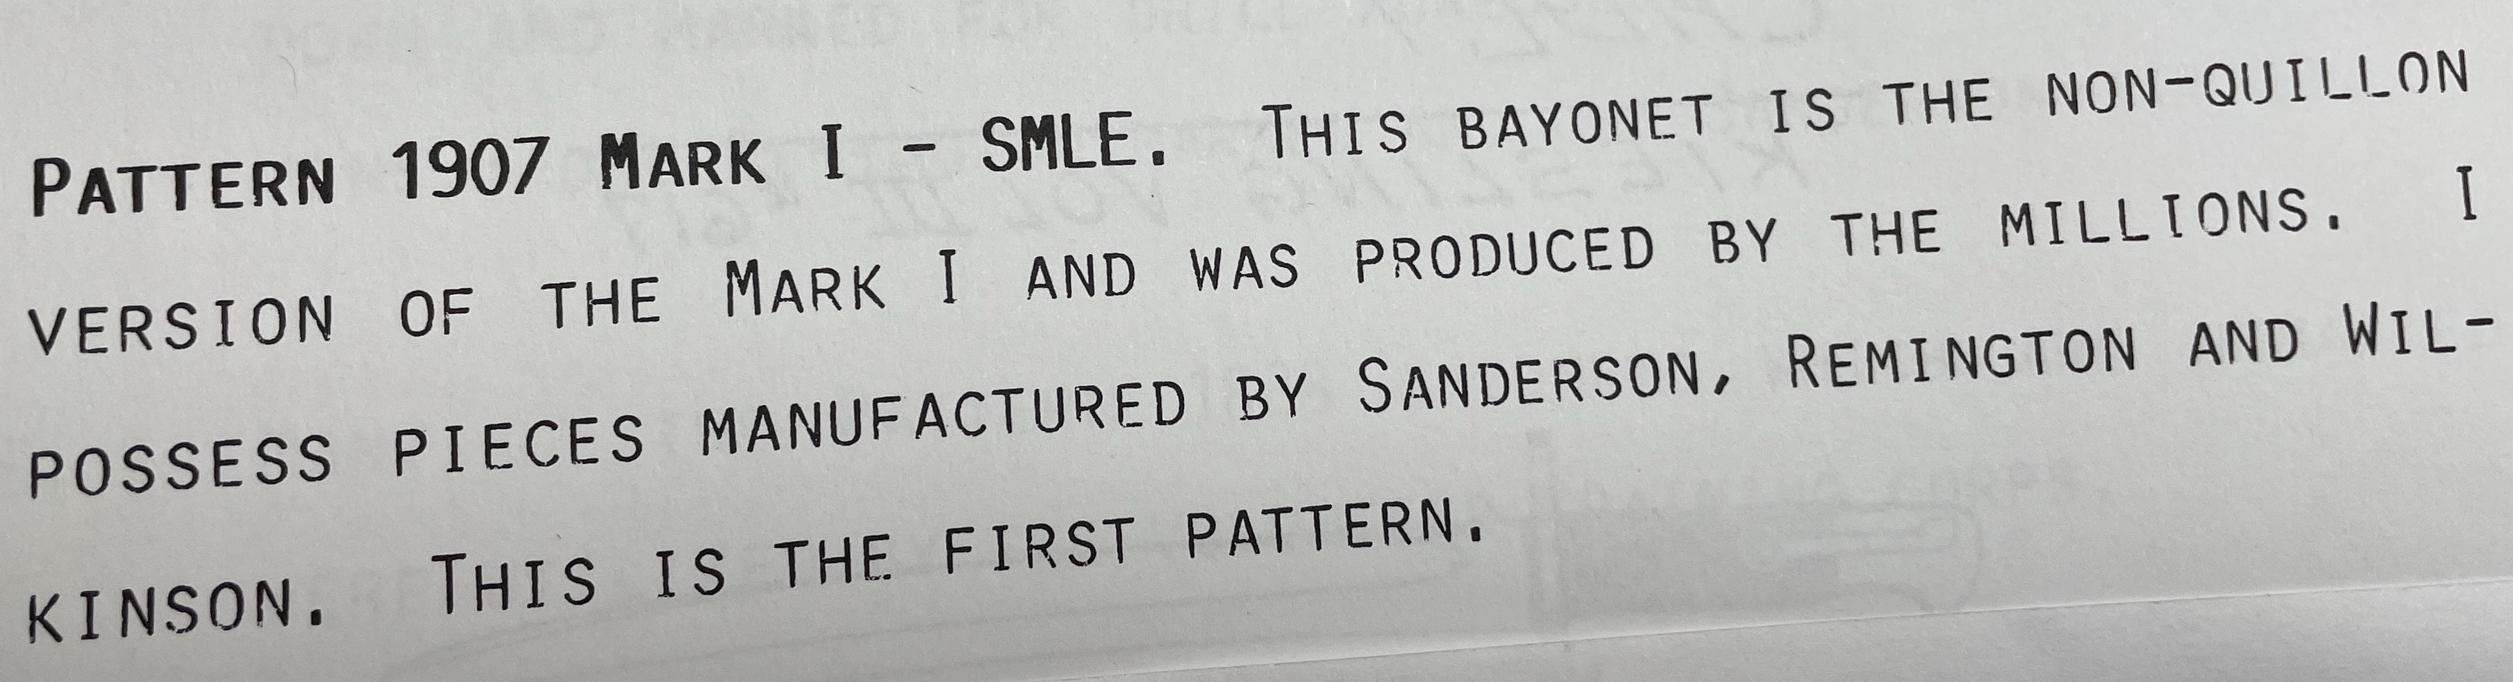 Pattern 1907 Mark I - SMLE. This bayonet is the non-quillon
version of the Mark I and was produced by the millions. I
possess pieces manufactured by Sanderson, Remington and Wil-
kinson. This is the first pattern.